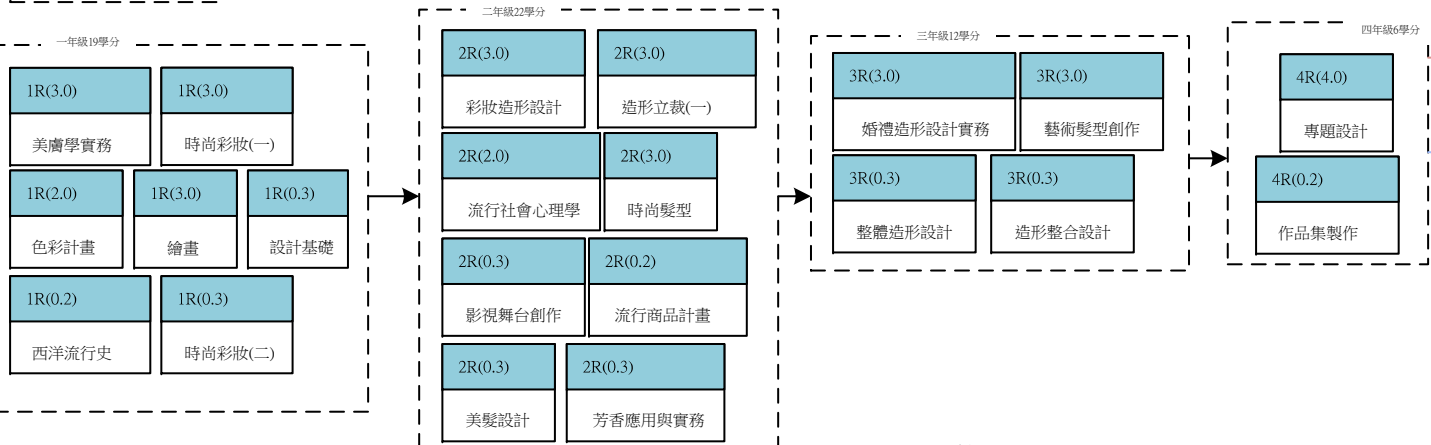 一年級19學分
1R(3.0)
美膚學實務
1R(3.0)
時尚彩妝(一)
1R(2.0)
色彩計畫
1R(3.0)
繪畫
1R(0.3)
設計基礎
1R(0.2)
西洋流行史
1R(0.3)
時尚彩妝(二)
二年級22學分
2R(3.0)
彩妝造形設計
2R(3.0)
造形立裁(一)
2R(2.0)
流行社會心理學
2R(3.0)
時尚髮型
2R(0.3)
影視舞台創作
2R(0.2)
流行商品計畫
2R(0.3)
美髮設計
2R(0.3)
芳香應用與實務
三年級12學分
3R(3.0)
婚禮造形設計實務
3R(3.0)
藝術髮型創作
3R(0.3)
整體造形設計
3R(0.3)
造形整合設計
四年級6學分
4R(4.0)
專題設計
4R(0.2)
作品集製作